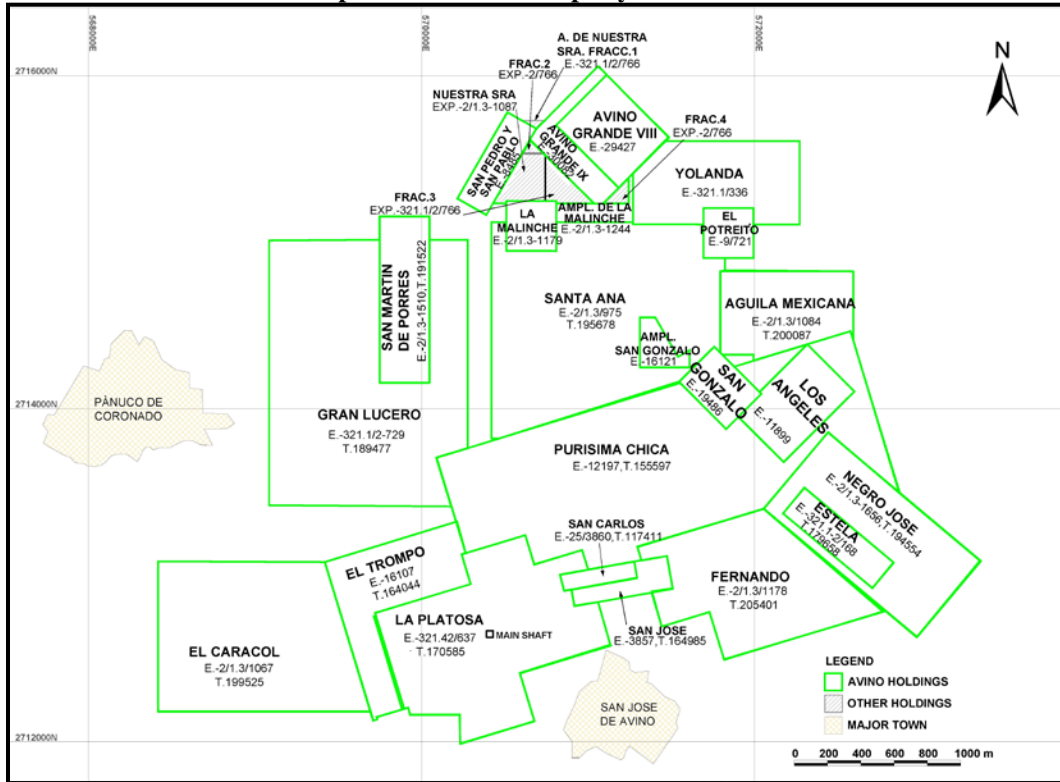 568000E
570000E
572000E
2716000N
2714000N
2712000N
N
A. DE NUESTRA
SRA. FRACC.1
E.-321.1/2/766
FRAC.2
EXP.-2/766
NUESTRA SRA
EXP.-2/1.3-1087
AVINO
GRANDE VIII
E.-29427
AVINO
GRANDE IX
E.-30082
FRAC.4
EXP.-2/766
SAN PEDRO Y
SAN PABLO
E.-8485
YOLANDA
E.-321.1/336
FRAC.3
EXP.-321.1/2/766
LA
MALINCHE
E.-2/1.3-1179
AMPL. DE LA
MALINCHE
E.-2/1.3-1244
EL
POTREITO
E.-9/721
SAN MARTIN
DE PORRES
E.-2/1.3-1510,T.191522
SANTA ANA
E.-2/1.3/975
T.195678
AGUILA MEXICANA
E.-2/1.3/1084
T.200087
AMPL.
SAN GONZALO
E.-16121
SAN
GONZALO
E.-19486
LOS
ANGELES
E.-11899
PÀNUCO DE
CORONADO
GRAN LUCERO
E.-321.1/2-729
T.189477
PURISIMA CHICA
E.-12197,T.155597
NEGRO JOSE
E.-2/1.3-1656,T.194554
ESTELA
E.-321.1-2/168
T.179658
SAN CARLOS
E.-25/3860,T.117411
EL TROMPO
E.-16107
T.164044
FERNANDO
E.-2/1.3/1178
T.205401
LA PLATOSA
E.-321.42/637
T.170585
MAIN SHAFT
SAN JOSE
E.-3857,T.164985
EL CARACOL
E.-2/1.3/1067
T.199525
SAN JOSE
DE AVINO
LEGEND
AVINO HOLDINGS
OTHER HOLDINGS
MAJOR TOWN
0 200 400 600 800 1000 m